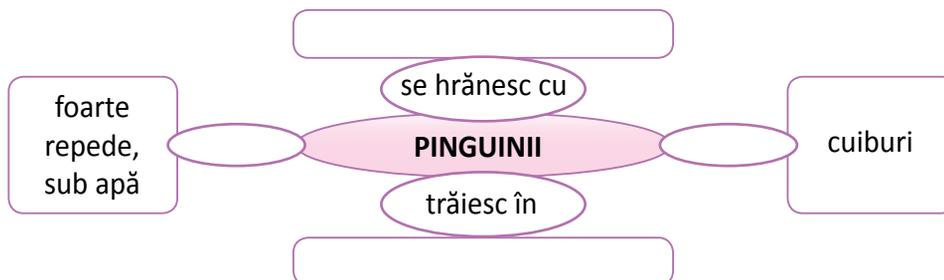 se hrănesc cu
foarte
repede,
sub apă
PINGUINII
cuiburi
trăiesc în